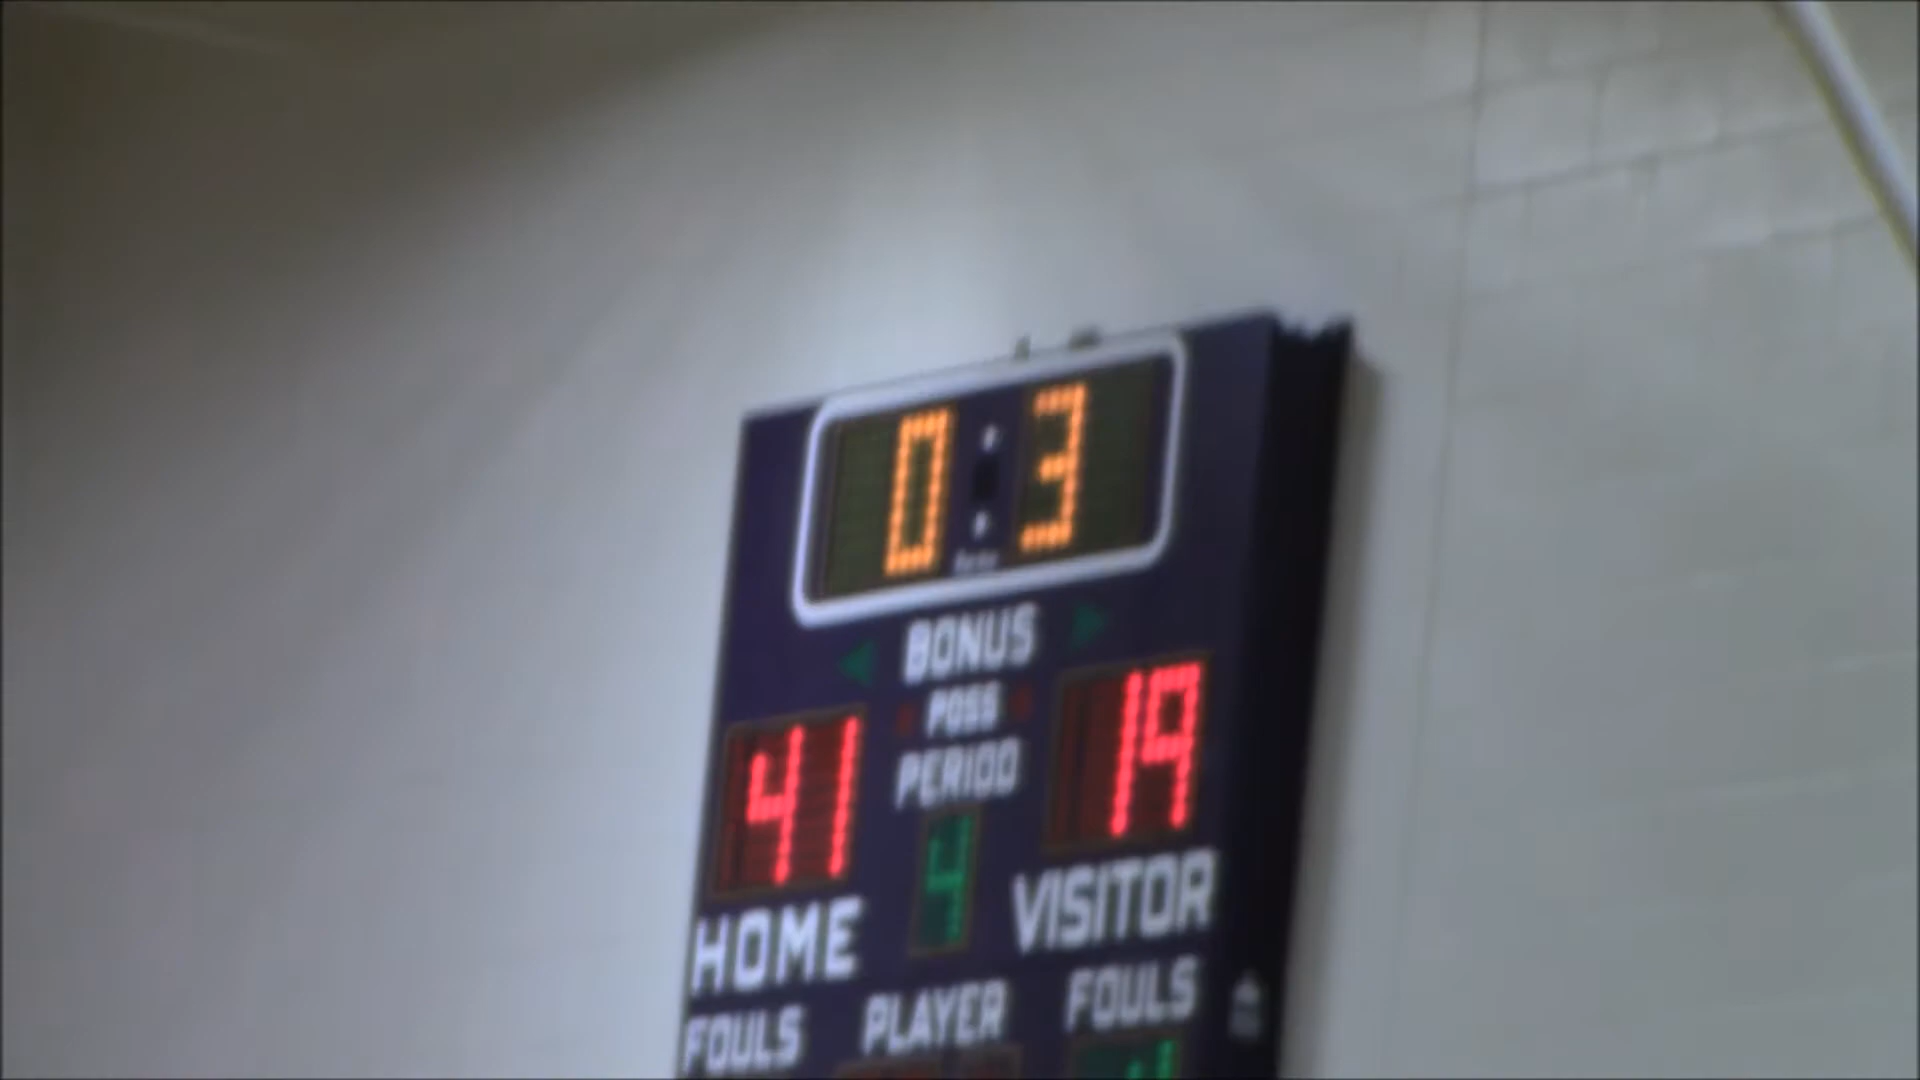 0:3
BONUS
POSS
41 PERIOD 19
4
HOME VISITOR
FOULS PLAYER FOULS